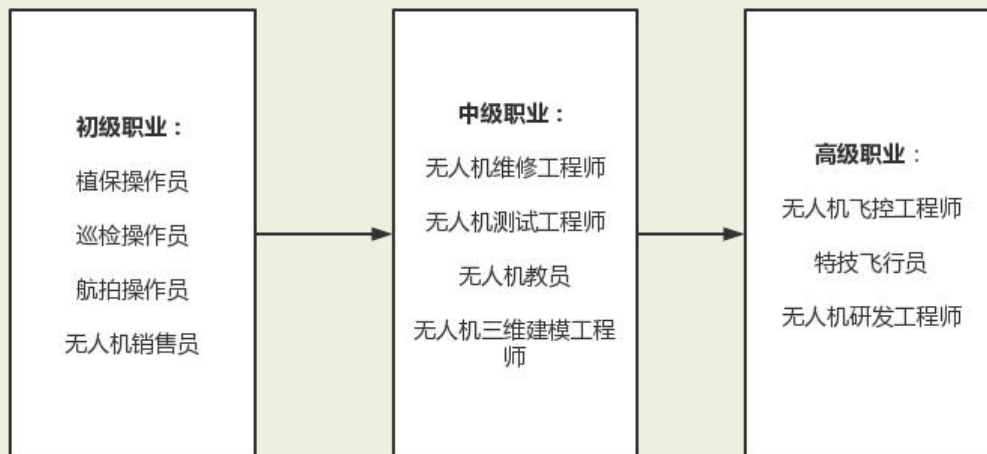 初级职业：
植保操作员
巡检操作员
航拍操作员
无人机销售员
中级职业：
无人机维修工程师
无人机测试工程师
无人机教员
无人机三维建模工程
师
高级职业：
无人机飞控工程师
特技飞行员
无人机研发工程师